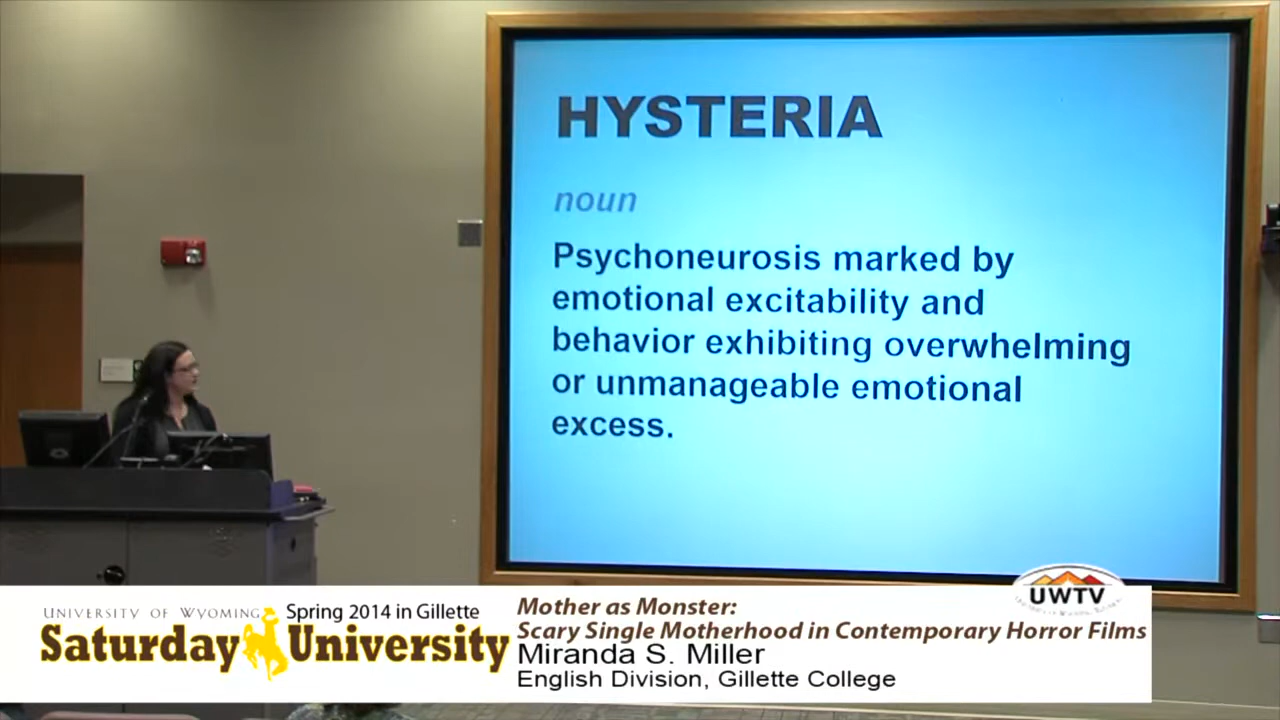 HYSTERIA
noun
Psychoneurosis marked by
emotional excitability and
behavior exhibiting overwhelming
or unmanageable emotional
excess.
UWTV
UNIVERSITY OF WYOMING
Spring 2014 in Gillette
Saturday University
Mother as Monster:
Scary Single Motherhood in Contemporary Horror Films
Miranda S. Miller
English Division, Gillette College